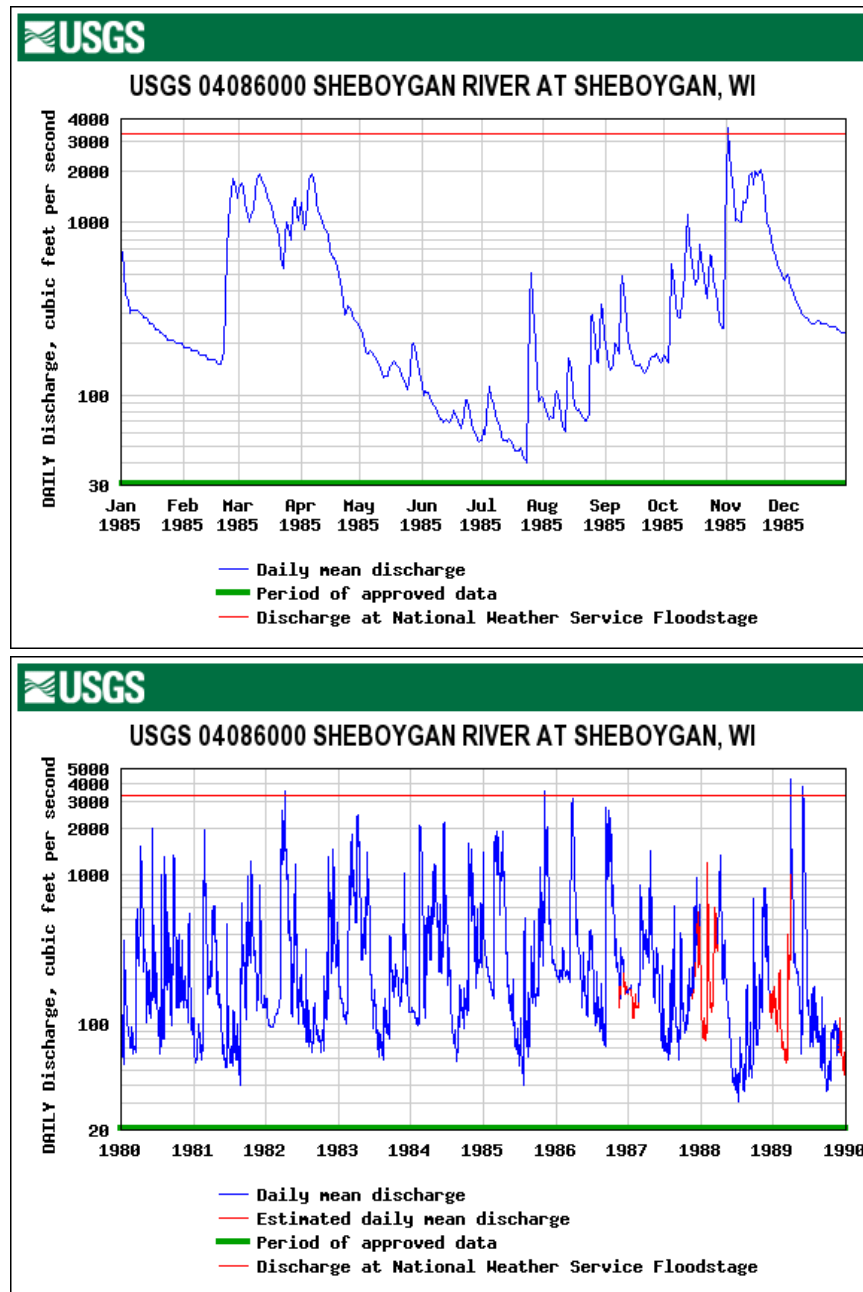 USGS
USGS 04086000 SHEBOYGAN RIVER AT SHEBOYGAN, WI
DAILY Discharge, cubic feet per second
4000
3000
2000
1000
100
30
Jan Feb Mar Apr May Jun Jul Aug Sep Oct Nov Dec
1985 1985 1985 1985 1985 1985 1985 1985 1985 1985 1985 1985
Daily mean discharge
Period of approved data
Discharge at National Weather Service Floodstage
USGS
USGS 04086000 SHEBOYGAN RIVER AT SHEBOYGAN, WI
DAILY Discharge, cubic feet per second
5000
4000
3000
2000
1000
100
20
1980 1981 1982 1983 1984 1985 1986 1987 1988 1989 1990
Daily mean discharge
Estimated daily mean discharge
Period of approved data
Discharge at National Weather Service Floodstage